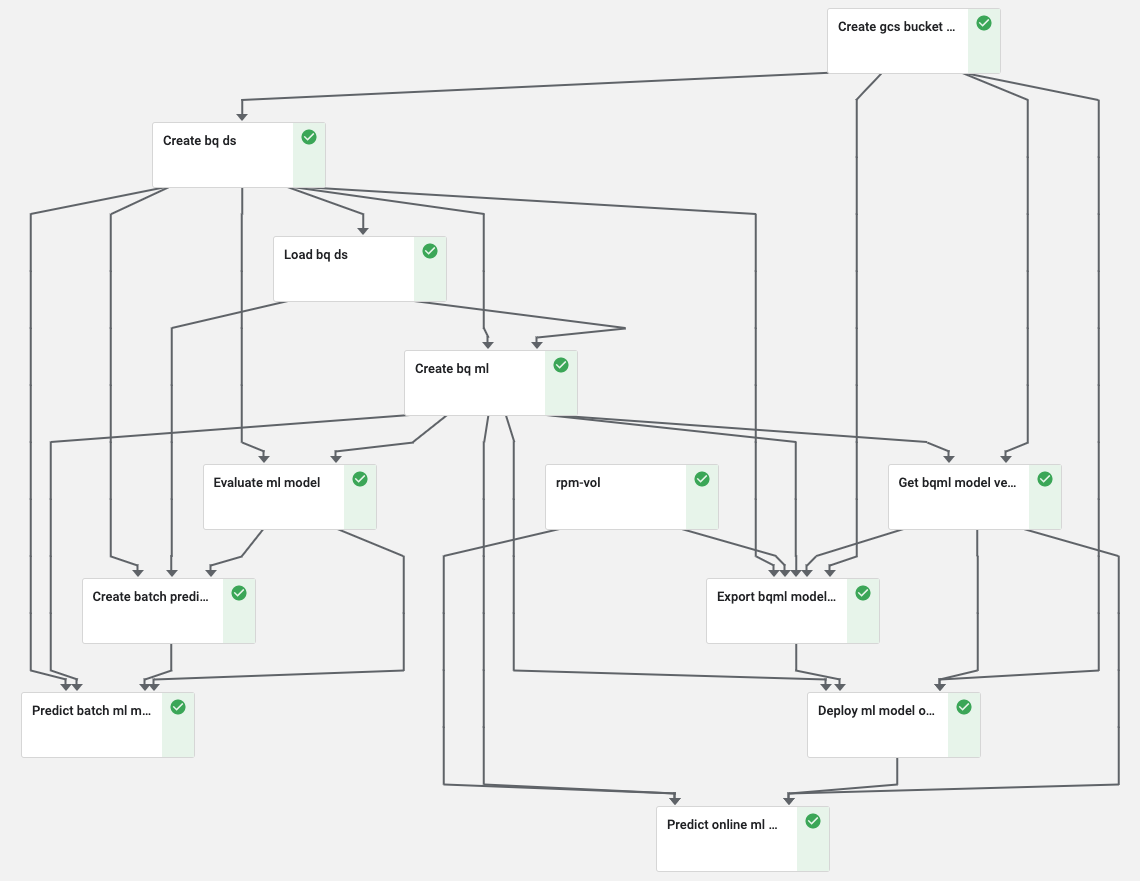 Create gcs bucket ...
Create bq ds
Load bq ds
Create bq ml
Evaluate ml model
rpm-vol
Get bqml model ve...
Create batch predi...
Export bqml model...
Predict batch ml m...
Deploy ml model o...
Predict online ml ...